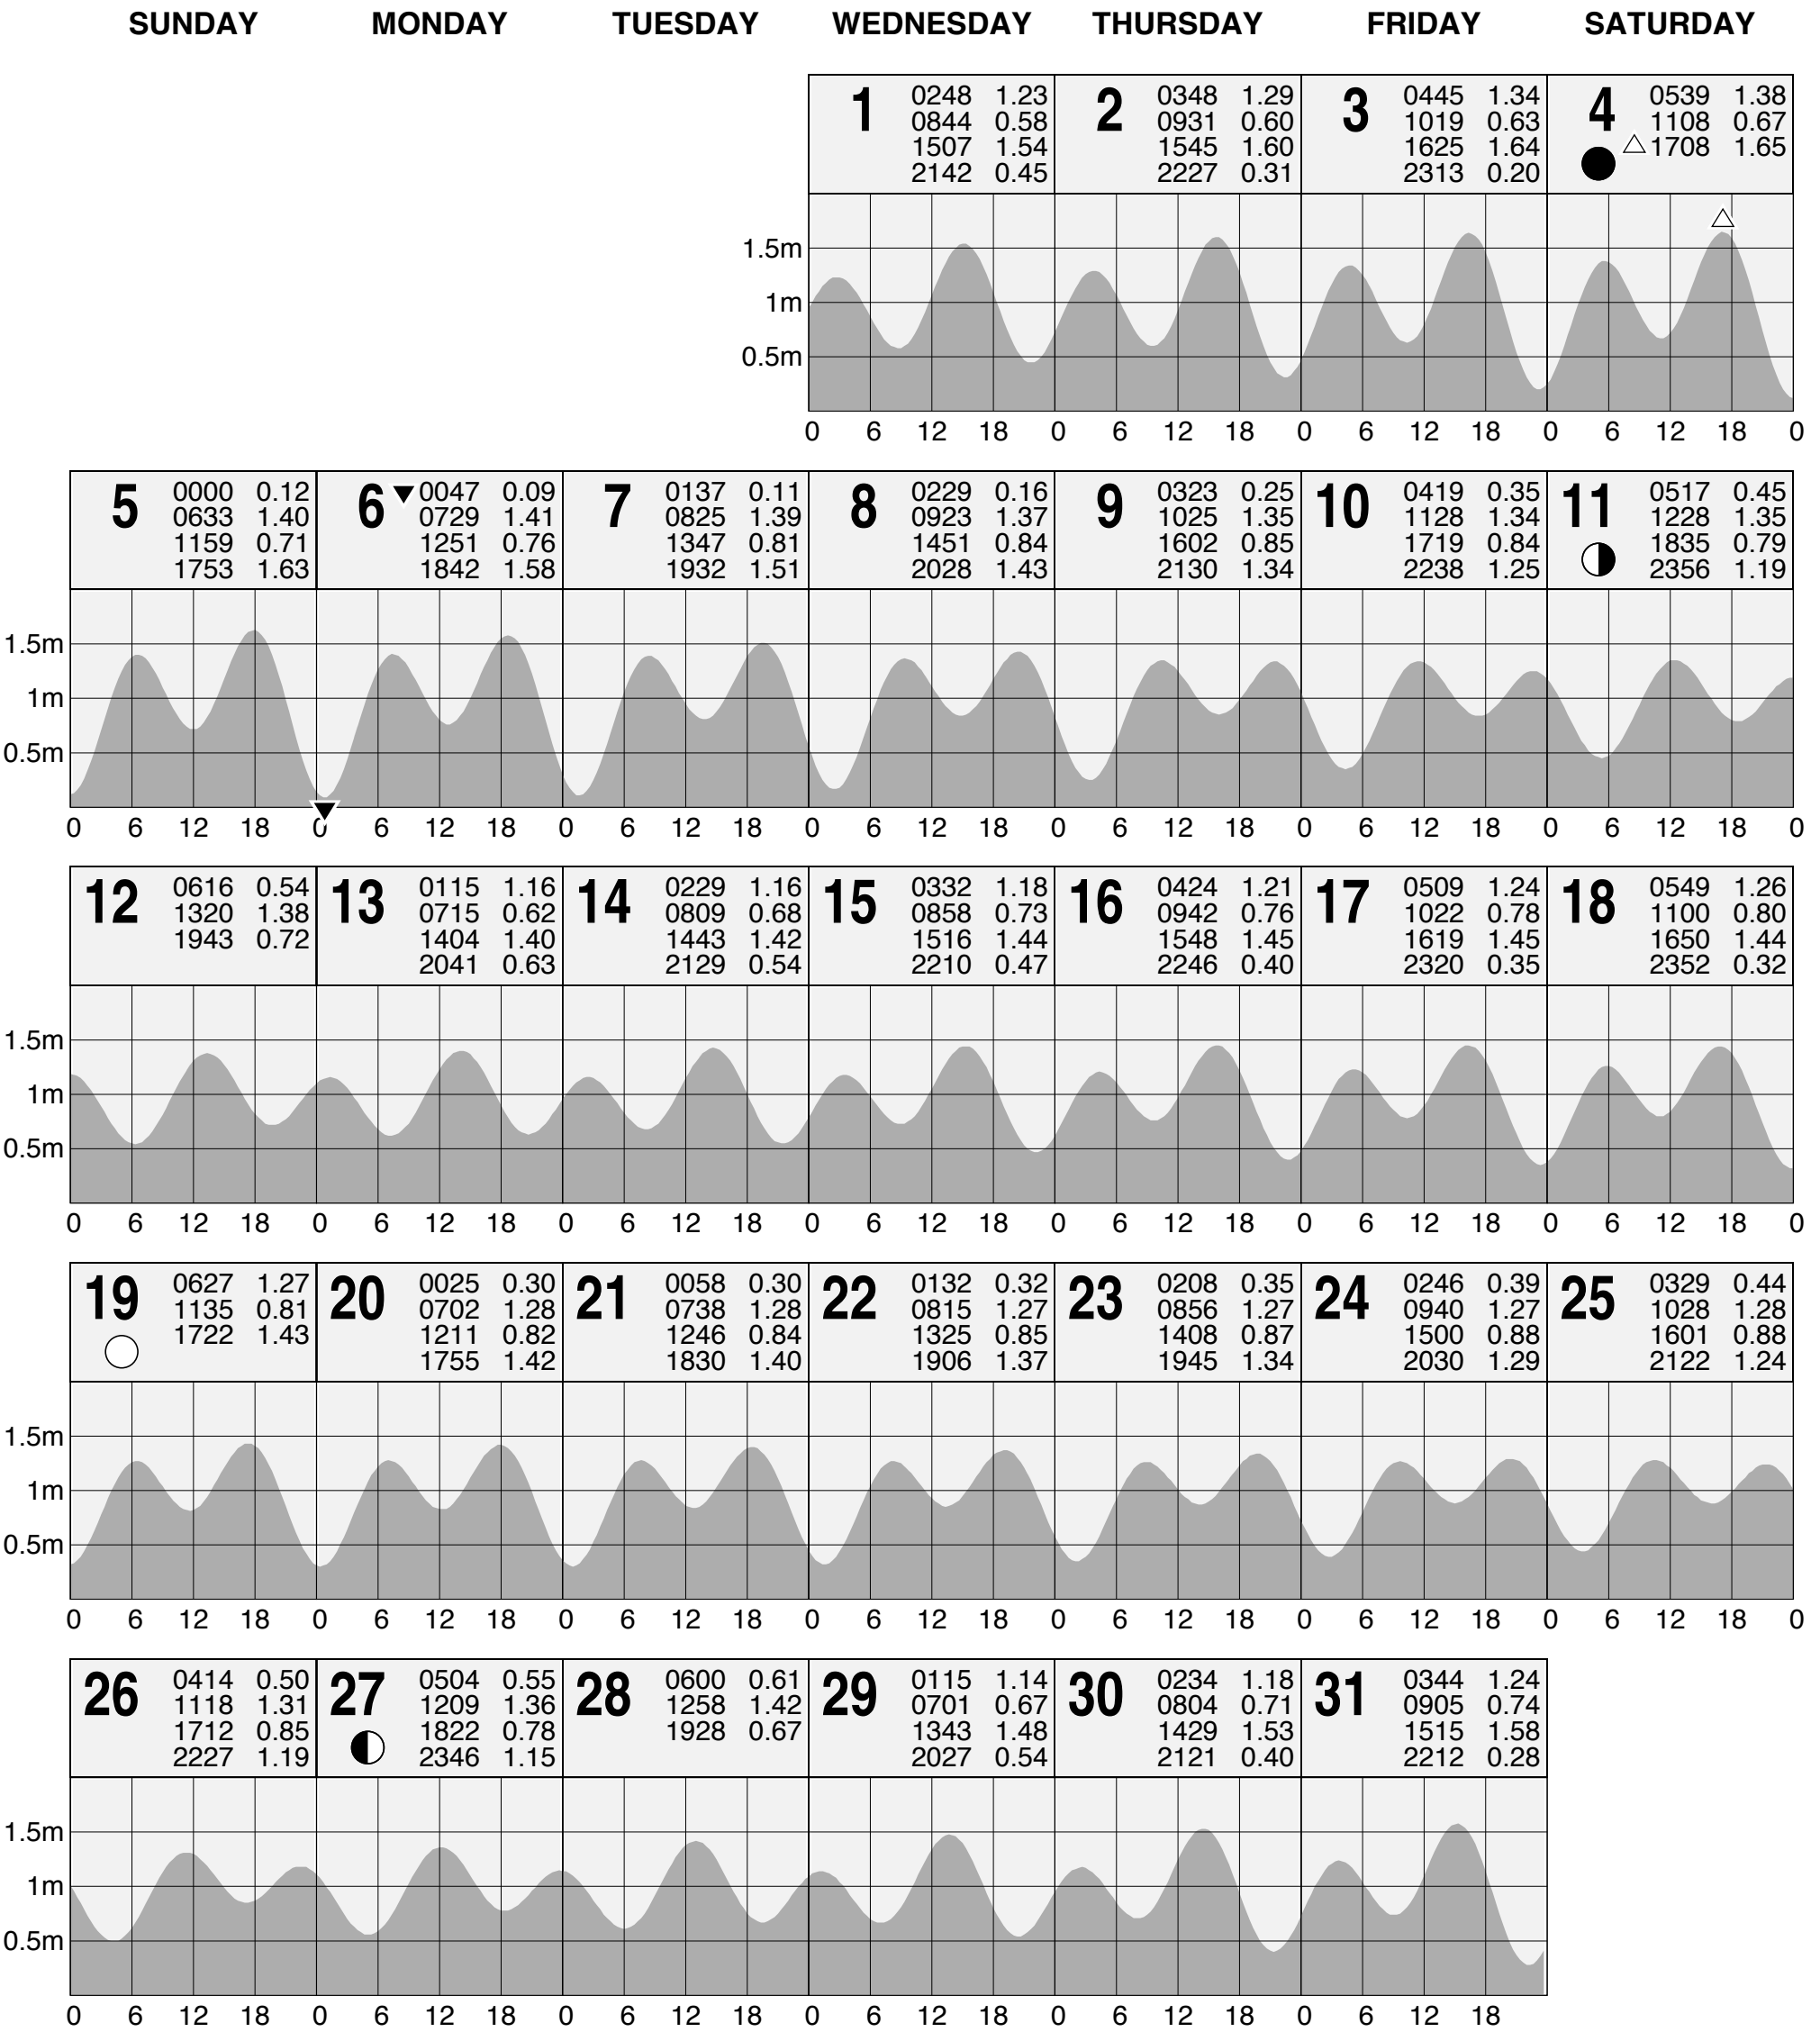 SUNDAY MONDAY TUESDAY WEDNESDAY THURSDAY FRIDAY SATURDAY
1 0248 1.23
0844 0.58
1507 1.54
2142 0.45
2 0348 1.29
0931 0.60
1545 1.60
2227 0.31
3 0445 1.34
1019 0.63
1625 1.64
2313 0.20
4 0539 1.38
1108 0.67
1708 1.65
1.5m
1m
0.5m
0 6 12 18 0 6 12 18 0 6 12 18 0 6 12 18 0
5 0000 0.12
0633 1.40
1159 0.71
1753 1.63
6 0047 0.09
0729 1.41
1251 0.76
1842 1.58
7 0137 0.11
0825 1.39
1347 0.81
1932 1.51
8 0229 0.16
0923 1.37
1451 0.84
2028 1.43
9 0323 0.25
1025 1.35
1602 0.85
2130 1.34
10 0419 0.35
1128 1.34
1719 0.84
2238 1.25
11 0517 0.45
1228 1.35
1835 0.79
2356 1.19
1.5m
1m
0.5m
0 6 12 18 0 6 12 18 0 6 12 18 0 6 12 18 0 6 12 18 0 6 12 18 0 6 12 18 0
12 0616 0.54
1320 1.38
1943 0.72
13 0115 1.16
0715 0.62
1404 1.40
2041 0.63
14 0229 1.16
0809 0.68
1443 1.42
2129 0.54
15 0332 1.18
0858 0.73
1516 1.44
2210 0.47
16 0424 1.21
0942 0.76
1548 1.45
2246 0.40
17 0509 1.24
1022 0.78
1619 1.45
2320 0.35
18 0549 1.26
1100 0.80
1650 1.44
2352 0.32
1.5m
1m
0.5m
0 6 12 18 0 6 12 18 0 6 12 18 0 6 12 18 0 6 12 18 0 6 12 18 0 6 12 18 0
19 0627 1.27
1135 0.81
1722 1.43
20 0025 0.30
0702 1.28
1211 0.82
1755 1.42
21 0058 0.30
0738 1.28
1246 0.84
1830 1.40
22 0132 0.32
0815 1.27
1325 0.85
1906 1.37
23 0208 0.35
0856 1.27
1408 0.87
1945 1.34
24 0246 0.39
0940 1.27
1500 0.88
2030 1.29
25 0329 0.44
1028 1.28
1601 0.88
2122 1.24
1.5m
1m
0.5m
0 6 12 18 0 6 12 18 0 6 12 18 0 6 12 18 0 6 12 18 0 6 12 18 0 6 12 18 0
26 0414 0.50
1118 1.31
1712 0.85
2227 1.19
27 0504 0.55
1209 1.36
1822 0.78
2346 1.15
28 0600 0.61
1258 1.42
1928 0.67
29 0115 1.14
0701 0.67
1343 1.48
2027 0.54
30 0234 1.18
0804 0.71
1429 1.53
2121 0.40
31 0344 1.24
0905 0.74
1515 1.58
2212 0.28
1.5m
1m
0.5m
0 6 12 18 0 6 12 18 0 6 12 18 0 6 12 18 0 6 12 18 0 6 12 18